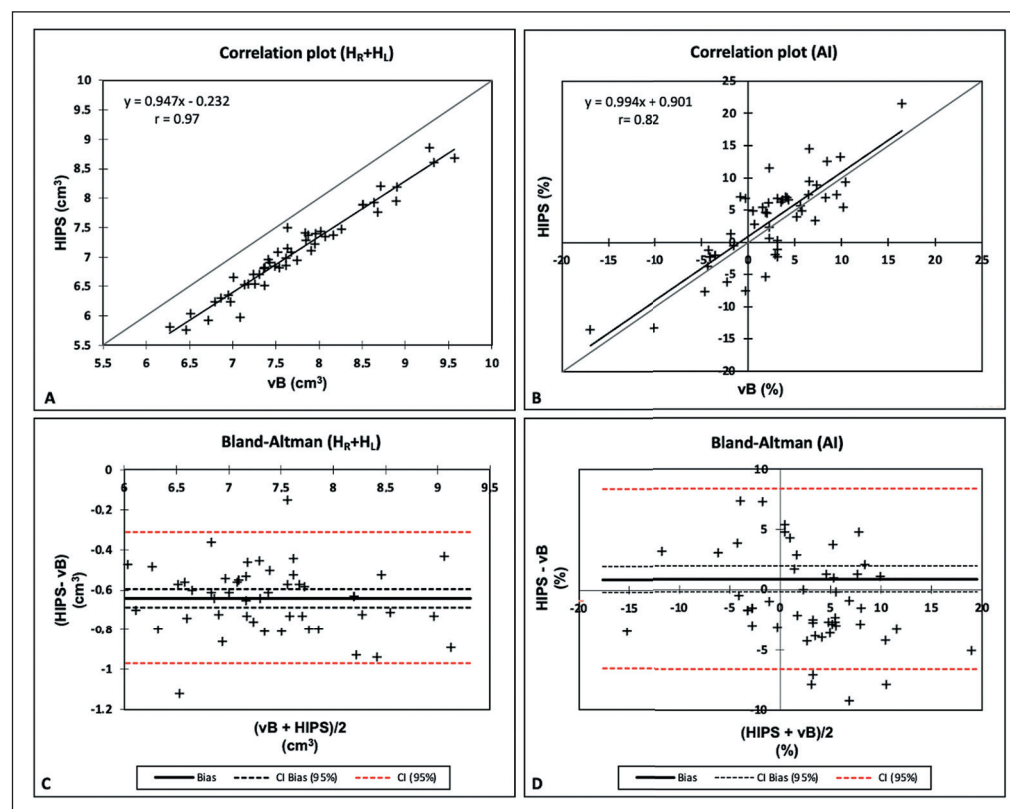 Correlation plot (HR+HL)
y = 0.947x - 0.232
r = 0.97
HIPS (cm³)
10
9.5
9
8.5
8
7.5
7
6.5
6
5.5
5.5 6 6.5 7 7.5 8 8.5 9 9.5 10
vB (cm³)
A
Correlation plot (AI)
y = 0.994x + 0.901
r= 0.82
HIPS (%)
25
20
15
10
5
0
-5
-10
-15
-20
-20 -15 -10 -5 0 5 10 15 20 25
vB (%)
B
Bland-Altman (HR+HL)
(HIPS- vB)
(cm³)
0
-0.2
-0.4
-0.6
-0.8
-1
-1.2
6 6.5 7 7.5 8 8.5 9 9.5
(vB + HIPS)/2
(cm³)
Bias CI Bias (95%) CI (95%)
C
Bland-Altman (AI)
HIPS - vB
(%)
10
5
0
-5
-10
-20 -15 -10 -5 0 5 10 15 20
(HIPS + vB)/2
(%)
Bias CI Bias (95%) CI (95%)
D